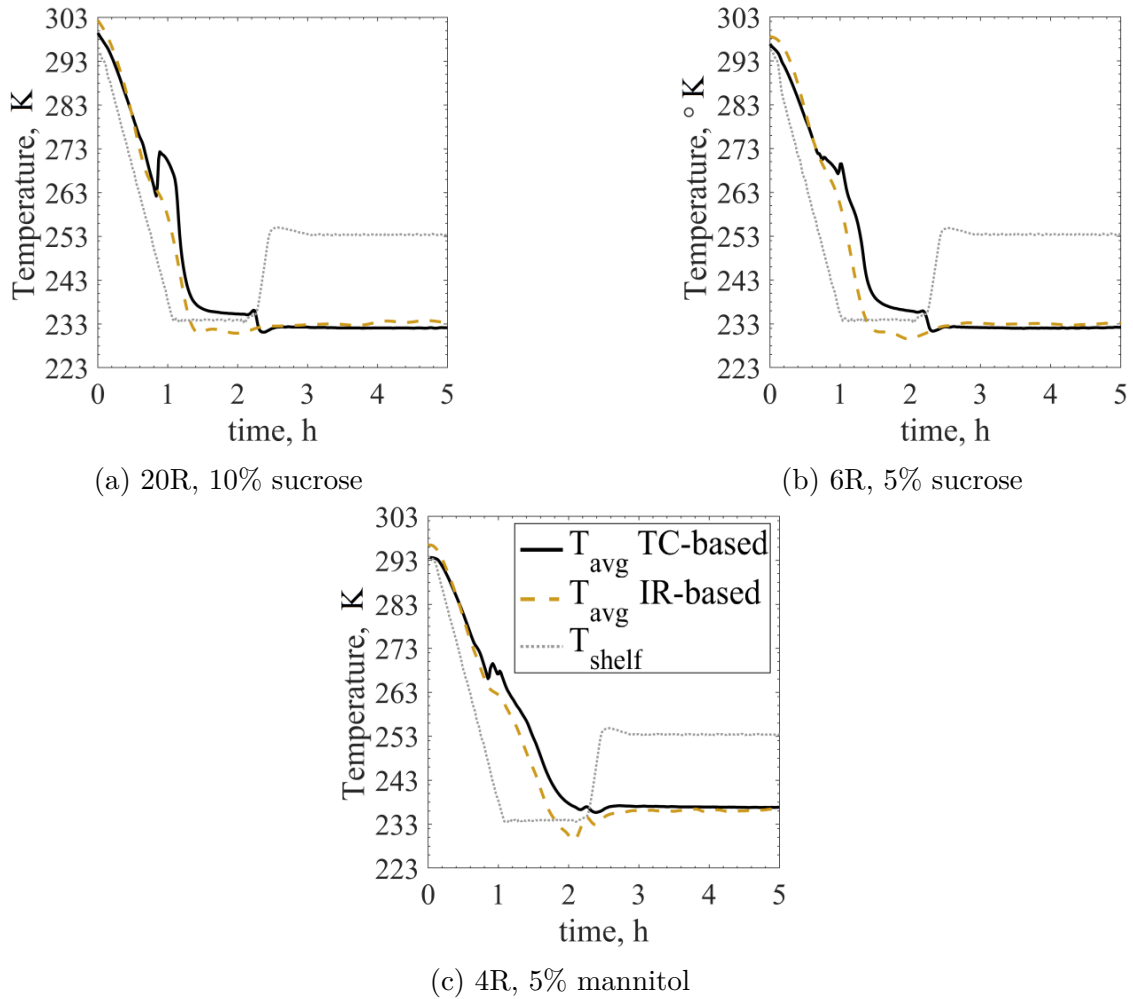 303
293
283
273
263
253
243
233
223
Temperature, K
0 1 2 3 4 5
time, h
(a) 20R, 10% sucrose
303
293
283
273
263
253
243
233
223
Temperature, ° K
0 1 2 3 4 5
time, h
(b) 6R, 5% sucrose
303
293
283
273
263
253
243
233
223
Temperature, K
T_avg TC-based
T_avg IR-based
T_shelf
0 1 2 3 4 5
time, h
(c) 4R, 5% mannitol